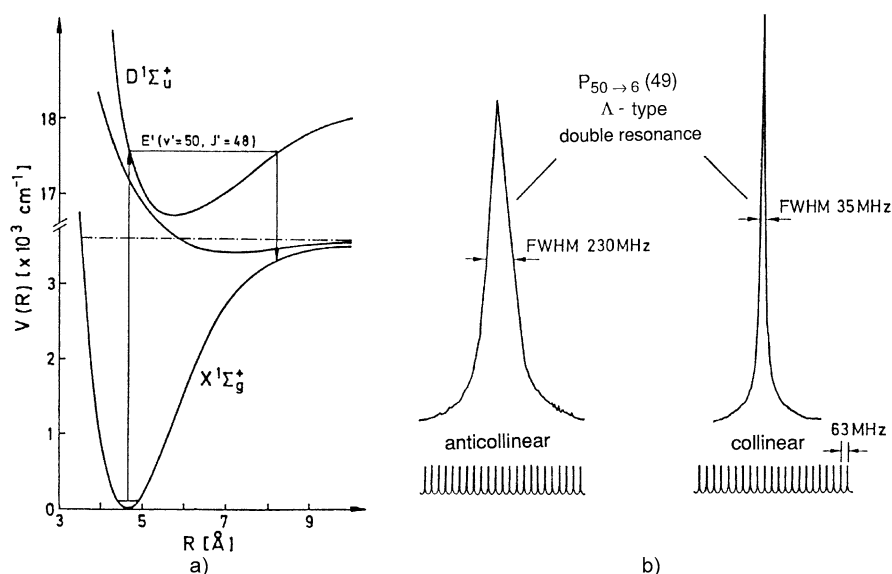 D¹Σᵤ⁺
E' (v'=50, J'=48)
X¹Σg⁺
V(R) [x 10³ cm⁻¹]
18
17
3
2
1
0
3
5
7
9
R [Å]
a)
P₅₀→₆ (49)
Λ - type
double resonance
FWHM 230MHz
FWHM 35MHz
anticollinear
collinear
63MHz
b)